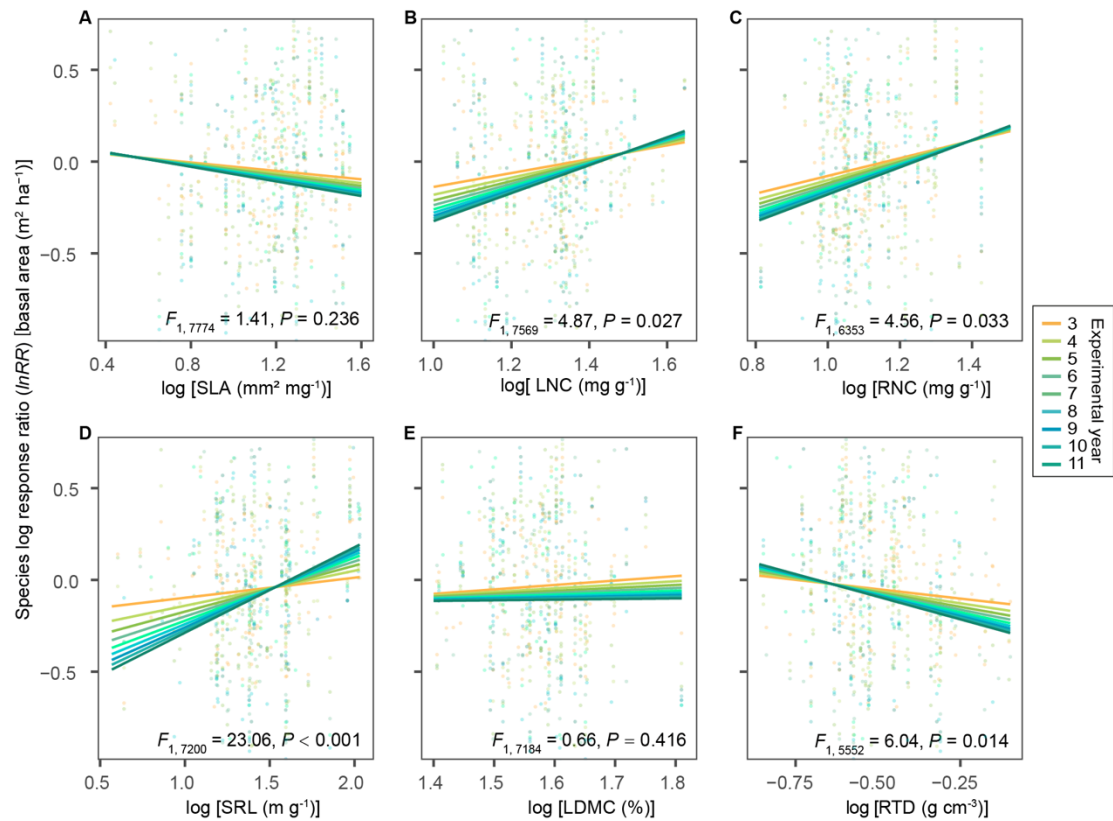 A
B
C
Species log response ratio (lnRR) [basal area (m² ha⁻¹)]
0.5
0.0
−0.5
F1, 7774 = 1.41, P = 0.236
F1, 7569 = 4.87, P = 0.027
F1, 6353 = 4.56, P = 0.033
0.4 0.8 1.2 1.6
1.0 1.2 1.4 1.6
0.8 1.0 1.2 1.4
log [SLA (mm² mg⁻¹)]
log[ LNC (mg g⁻¹)]
log [RNC (mg g⁻¹)]
Experimental year
3
4
5
6
7
8
9
10
11
D
E
F
0.5
0.0
−0.5
F1, 7200 = 23.06, P < 0.001
F1, 7184 = 0.66, P = 0.416
F1, 5552 = 6.04, P = 0.014
0.5 1.0 1.5 2.0
1.4 1.5 1.6 1.7 1.8
−0.75 −0.50 −0.25
log [SRL (m g⁻¹)]
log [LDMC (%)]
log [RTD (g cm⁻³)]